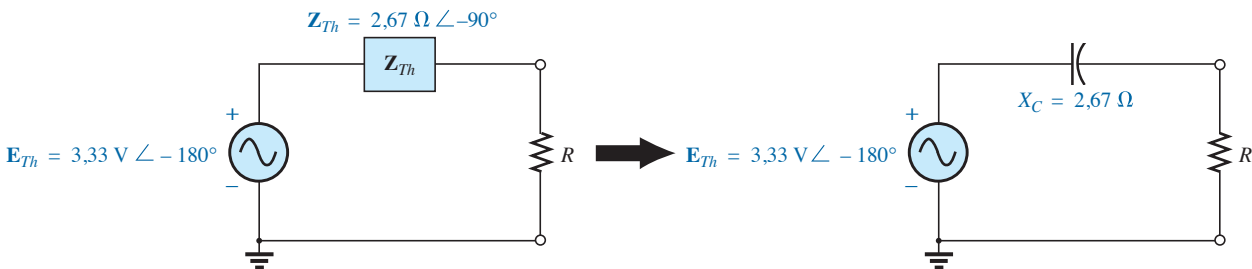 Z_Th = 2,67 Ω ∠–90°
Z_Th
+
E_Th = 3,33 V ∠ – 180°
–
R
X_C = 2,67 Ω
+
E_Th = 3,33 V ∠ – 180°
–
R